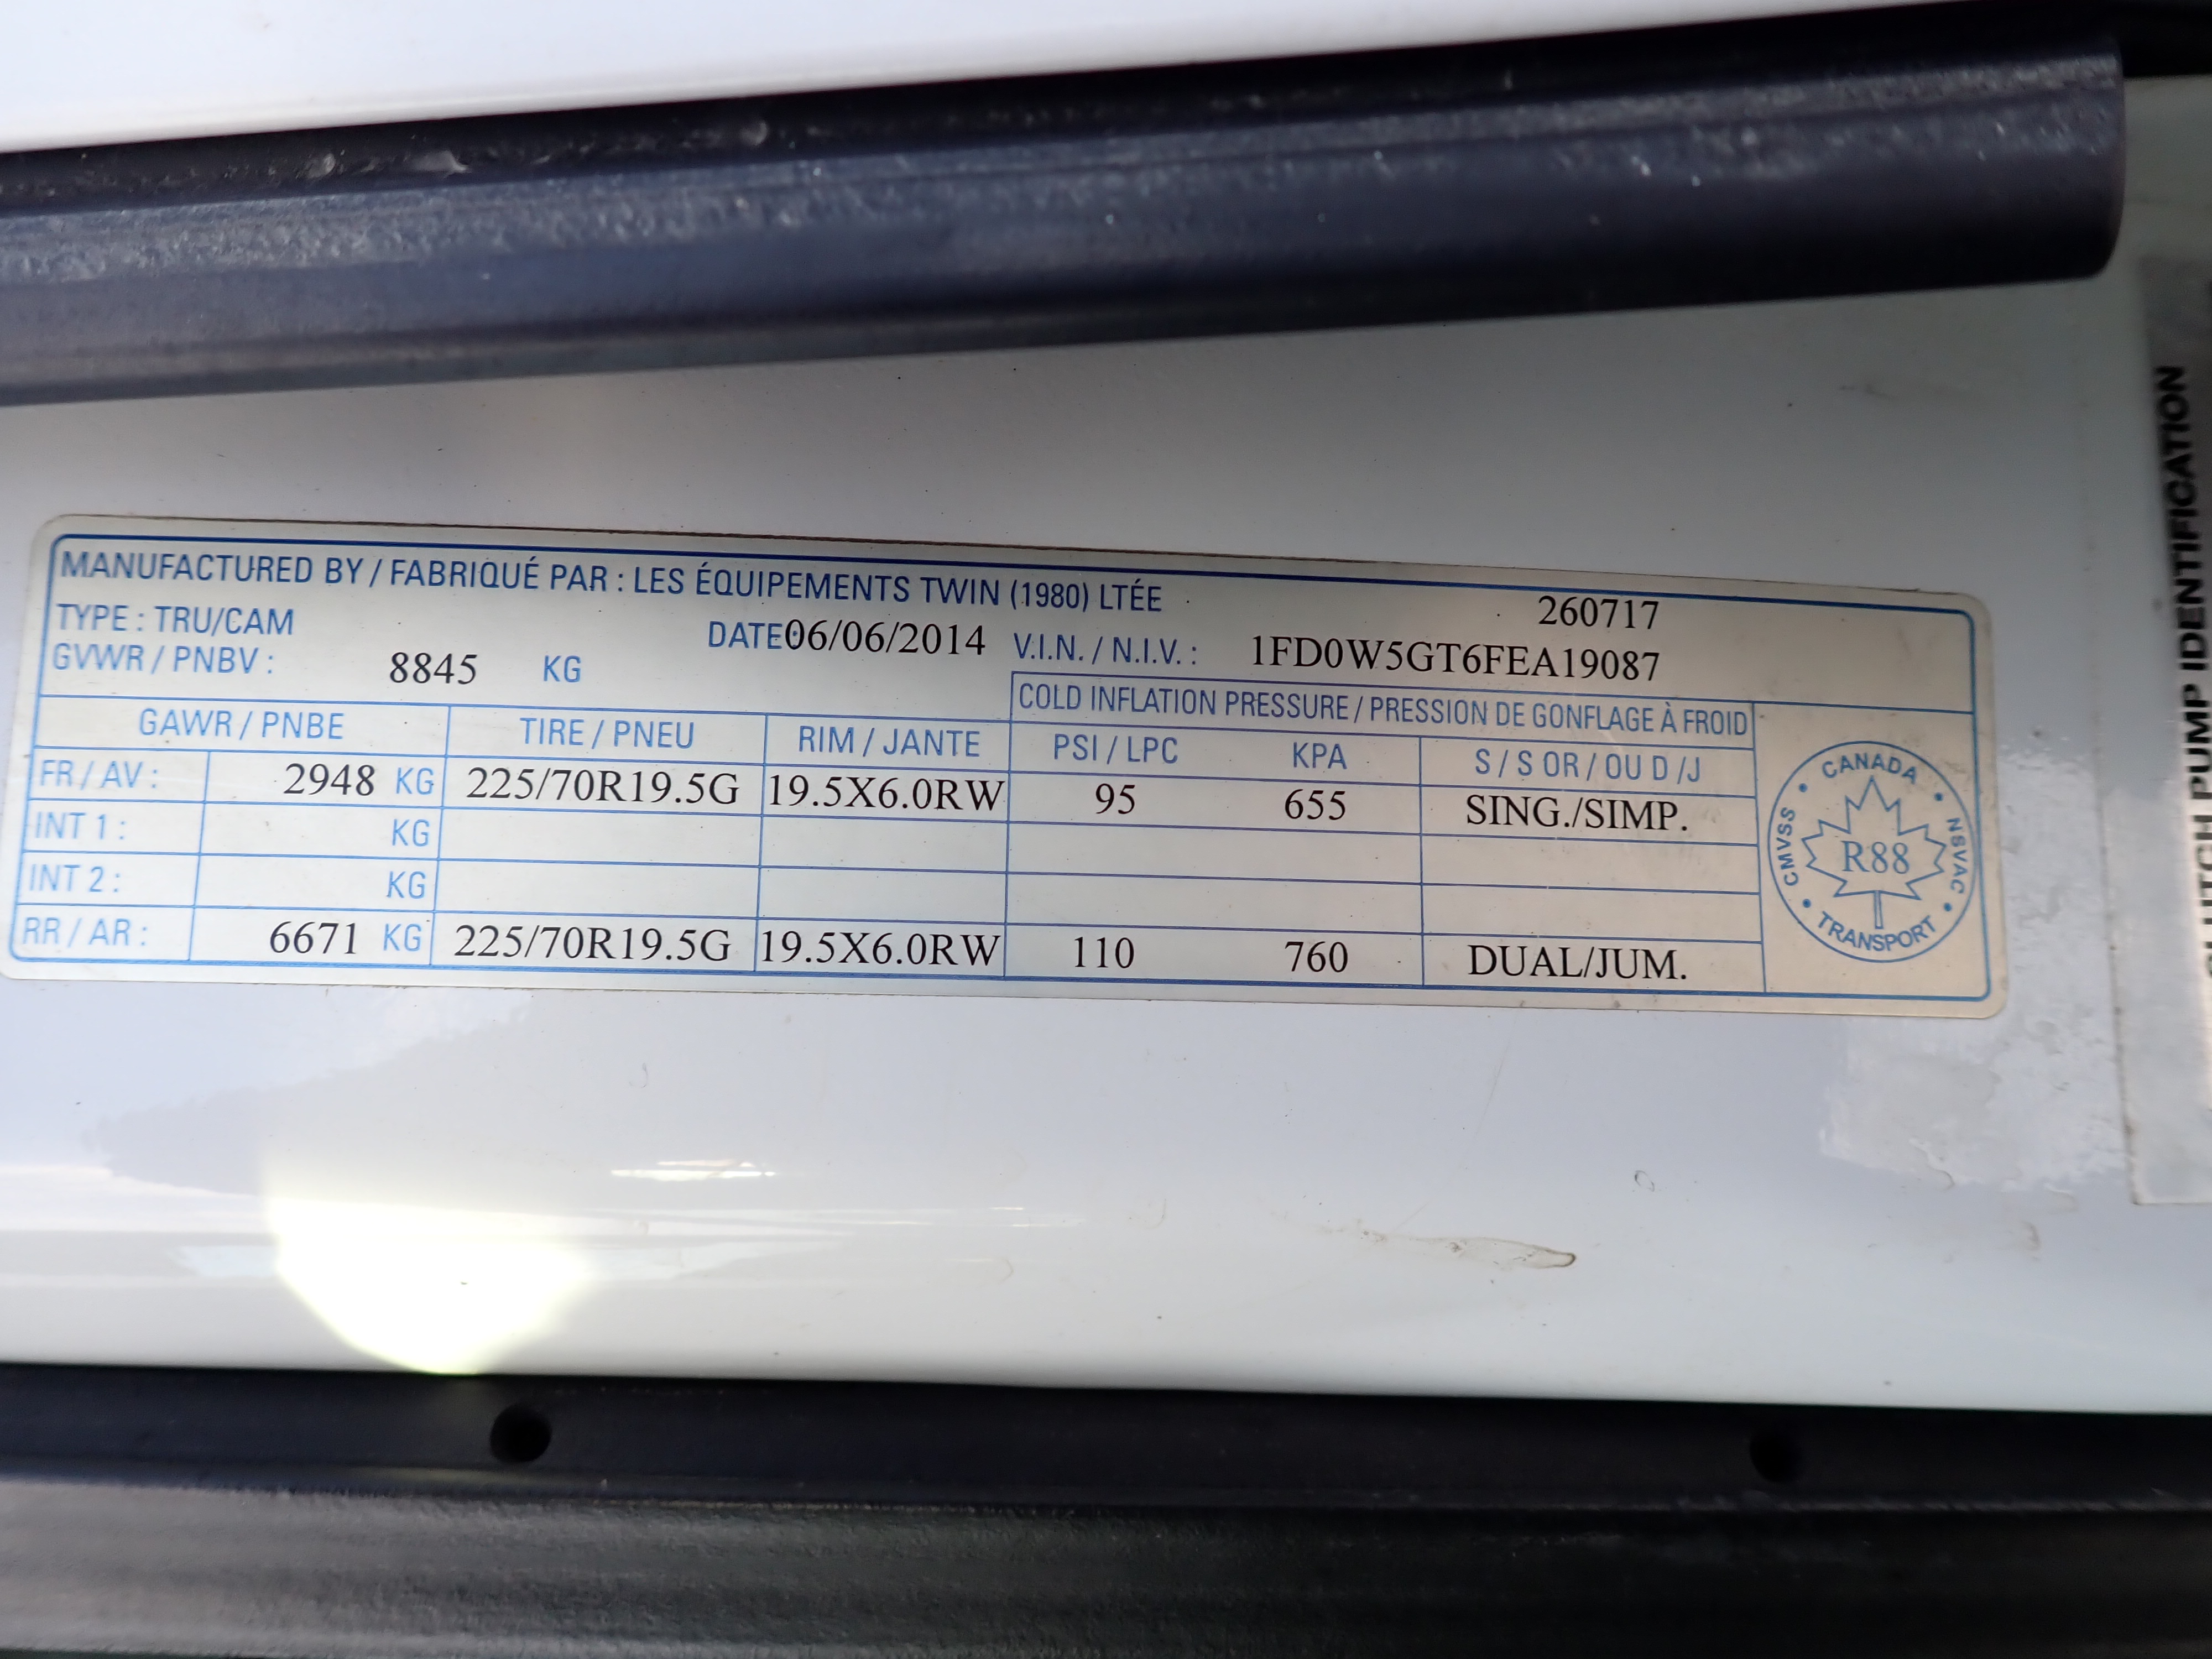 MANUFACTURED BY / FABRIQUÉ PAR : LES ÉQUIPEMENTS TWIN (1980) LTÉE
260717
TYPE : TRU/CAM
DATE: 06/06/2014 V.I.N. / N.I.V. : 1FD0W5GT6FEA19087
GVWR / PNBV : 8845 KG
COLD INFLATION PRESSURE / PRESSION DE GONFLAGE À FROID
GAWR / PNBE TIRE / PNEU RIM / JANTE PSI / LPC KPA S / S OR / OU D / J
FR / AV : 2948 KG 225/70R19.5G 19.5X6.0RW 95 655 SING./SIMP.
INT 1 : KG
INT 2 : KG
RR / AR : 6671 KG 225/70R19.5G 19.5X6.0RW 110 760 DUAL/JUM.
CANADA
CMVSS
NSVAC
R88
TRANSPORT
PUMP IDENTIFICATION